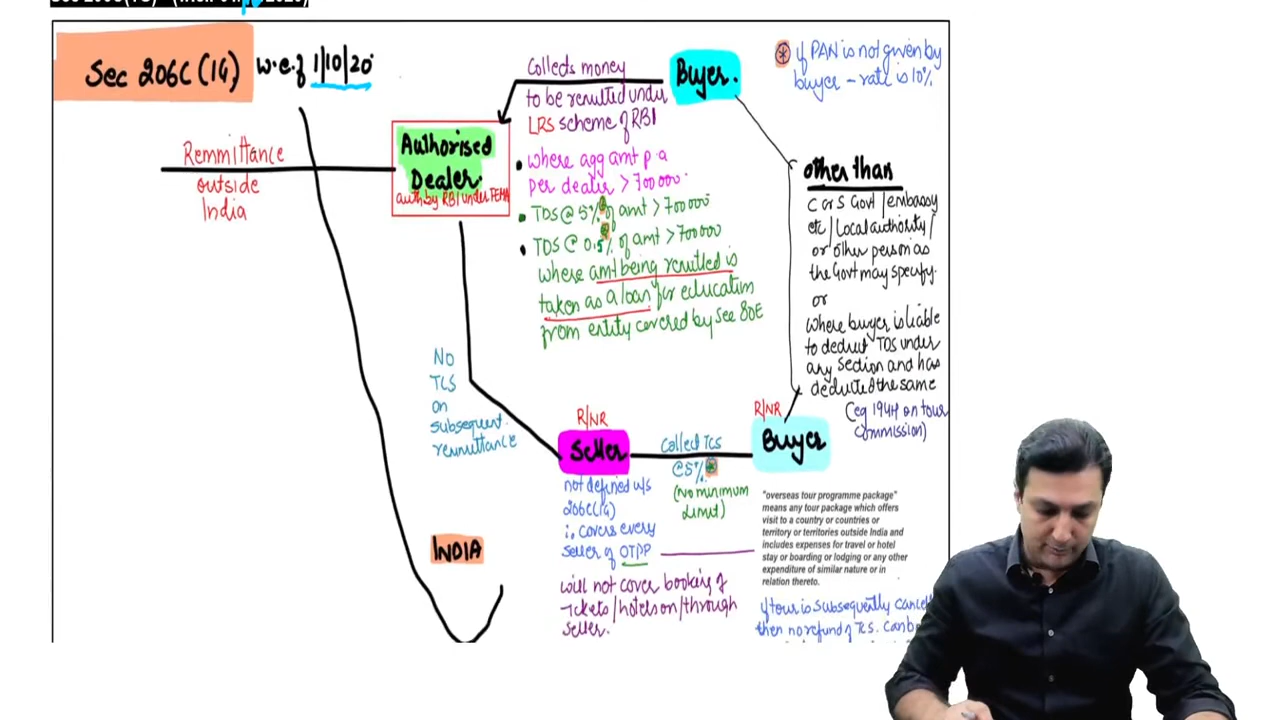 Sec 206C (1G) w.e.f 1/10/20
Remmittance
outside
India
Authorised
Dealer
auth by RBI under FEMA
Collects money
to be remitted under
LRS scheme of RBI
• where agg amt p.a
per dealer > 700000
• TDS @ 5% of amt > 700000
• TDS @ 0.5% of amt > 700000
where amt being remitted is
taken as a loan for education
from entity covered by Sec 80E
Buyer.
* if PAN is not given by
buyer - rate is 10%
other than
C or S Govt / embassy
etc / Local authority /
or other person as
the Govt may specify.
or
where buyer is liable
to deduct TDS under
any Section and has
deducted the same
(eg 194H on tour
commission)
No
TCS
on
subsequent
remmittance
R/NR
Seller
not defined u/s
206C(1G)
∴ covers every
seller of OTPP
will not cover booking of
tickets/hotels on/through
seller.
Collected TCS
@5% *
(No minimum
Limit)
R/NR
Buyer
"overseas tour programme package"
means any tour package which offers
visit to a country or countries or
territory or territories outside India and
includes expenses for travel or hotel
stay or boarding or lodging or any other
expenditure of similar nature or in
relation thereto.
if tour is subsequently
then no refund of TCS. can
INDIA